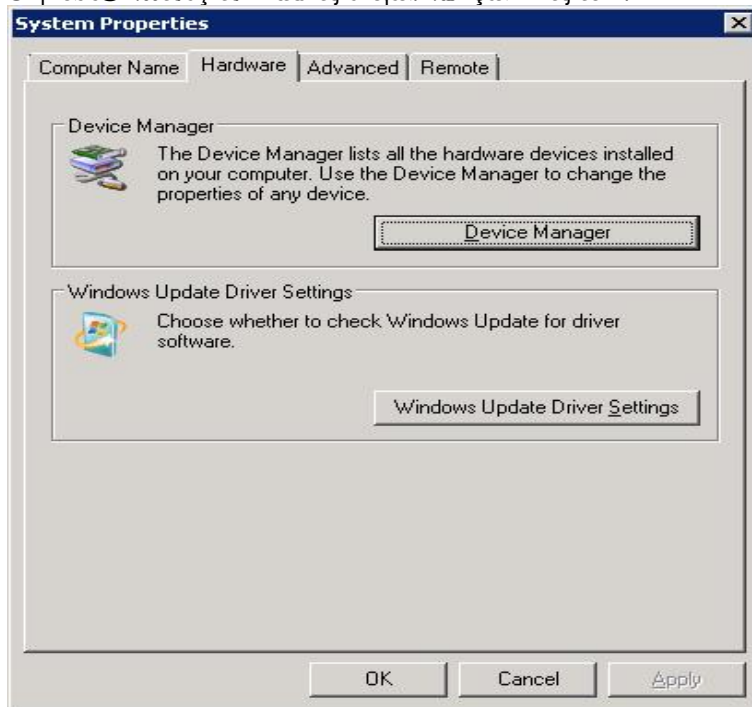 System Properties
Computer Name
Hardware
Advanced
Remote
Device Manager
The Device Manager lists all the hardware devices installed
on your computer. Use the Device Manager to change the
properties of any device.
Device Manager
Windows Update Driver Settings
Choose whether to check Windows Update for driver
software.
Windows Update Driver Settings
OK
Cancel
Apply